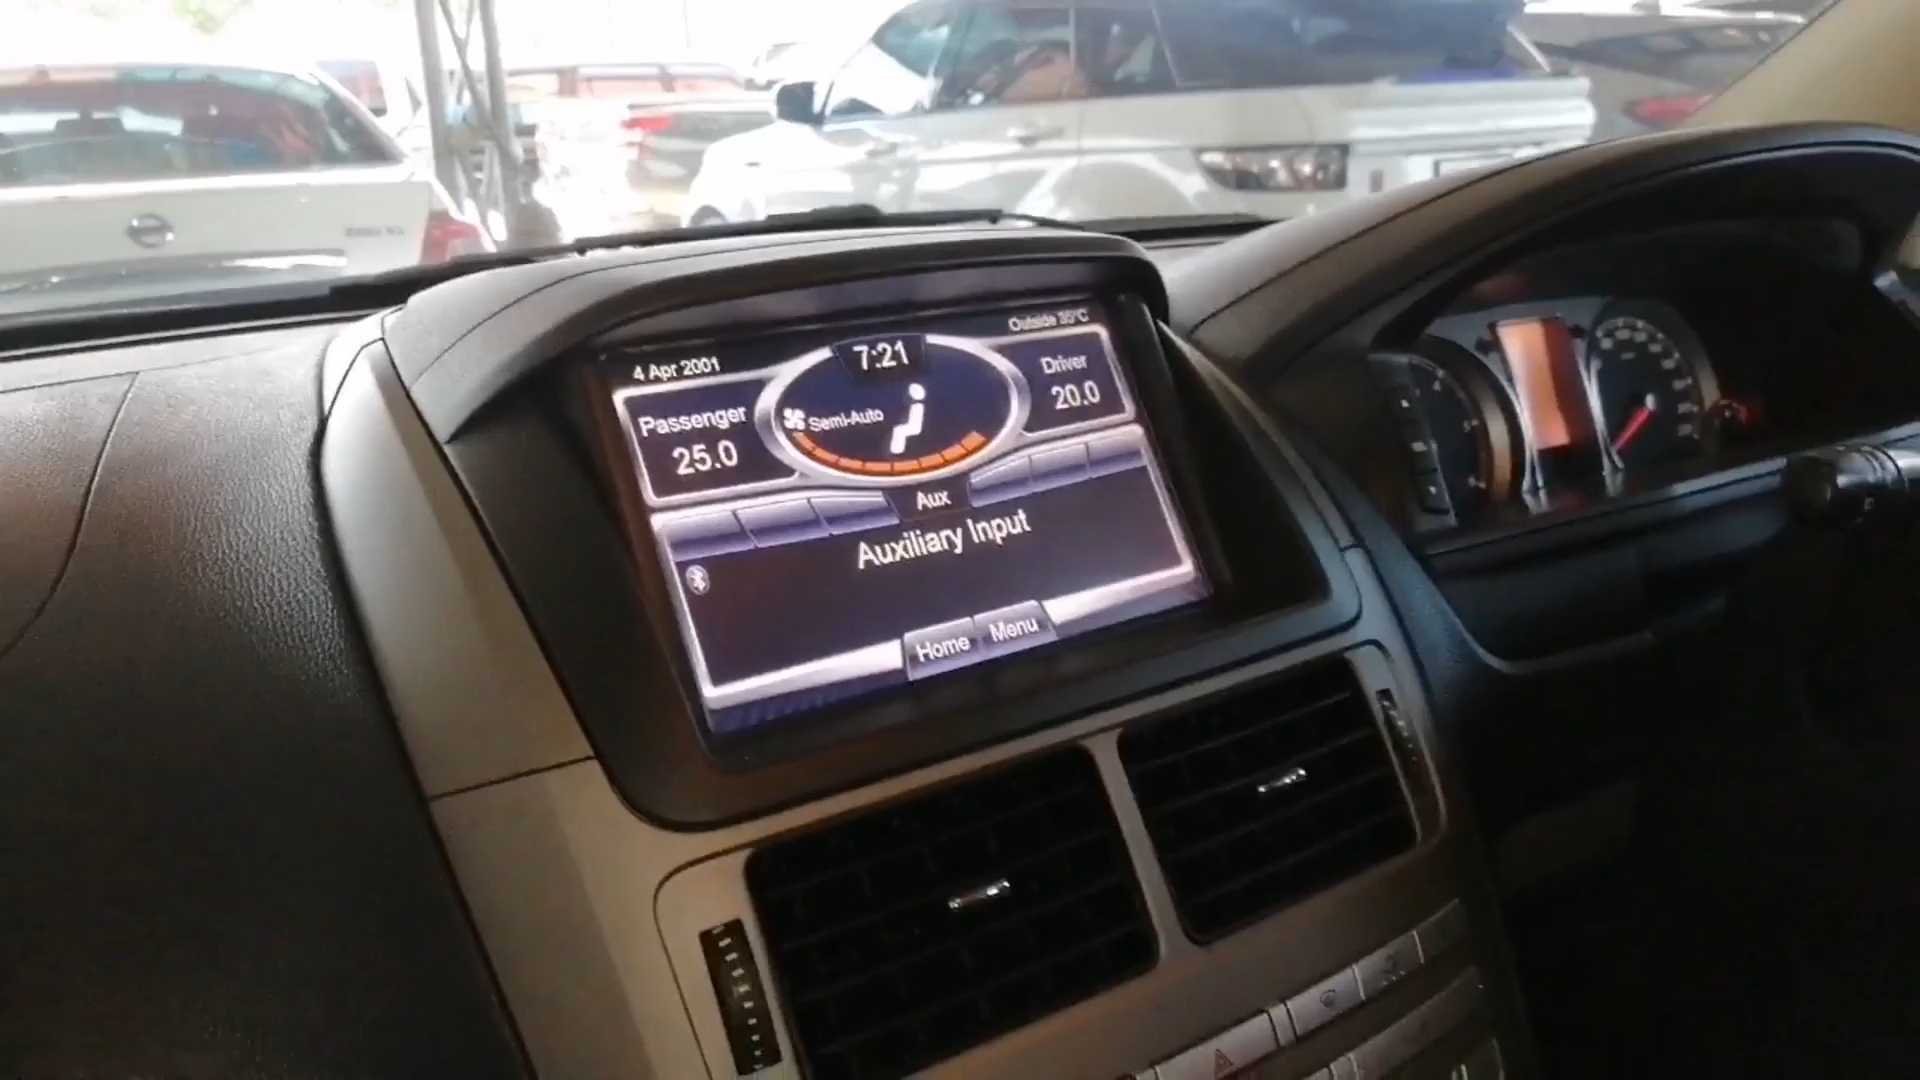 Outside 35°C
4 Apr 2001
7:21
Passenger
25.0
Semi-Auto
Driver
20.0
Aux
Auxiliary Input
Home
Menu